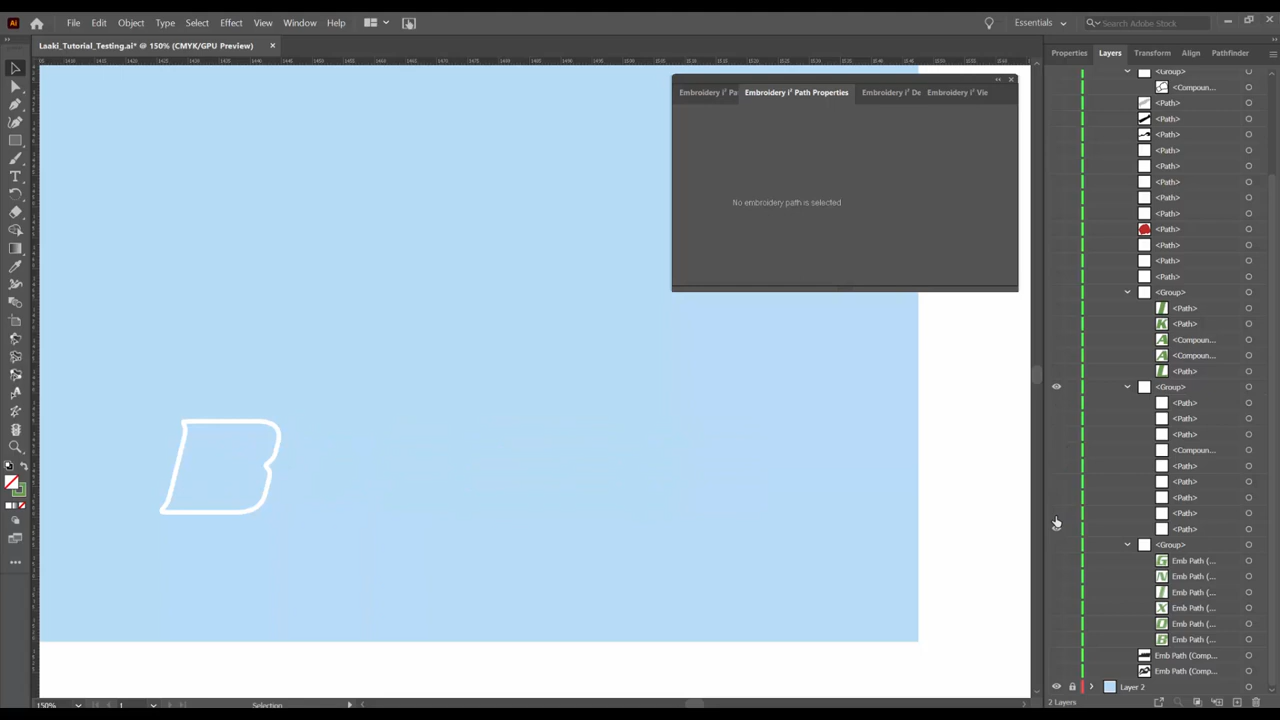 Ai File Edit Object Type Select Effect View Window Help Essentials Search Adobe Stock
Laaki_Tutorial_Testing.ai* @ 150% (CMYK/GPU Preview)
Properties Layers Transform Align Pathfinder
Embroidery i² Pa Embroidery i² Path Properties Embroidery i² De Embroidery i² Vie
No embroidery path is selected
B
<Group>
<Compoun...
<Path>
<Path>
<Path>
<Path>
<Path>
<Path>
<Path>
<Path>
<Path>
<Path>
<Path>
<Path>
<Group>
<Path>
<Path>
<Compoun...
<Compoun...
<Path>
<Group>
<Path>
<Path>
<Path>
<Compoun...
<Path>
<Path>
<Path>
<Path>
<Path>
<Group>
Emb Path (...
Emb Path (...
Emb Path (...
Emb Path (...
Emb Path (...
Emb Path (...
Emb Path (Comp...
Emb Path (Comp...
Layer 2
2 Layers
150% 1 Selection